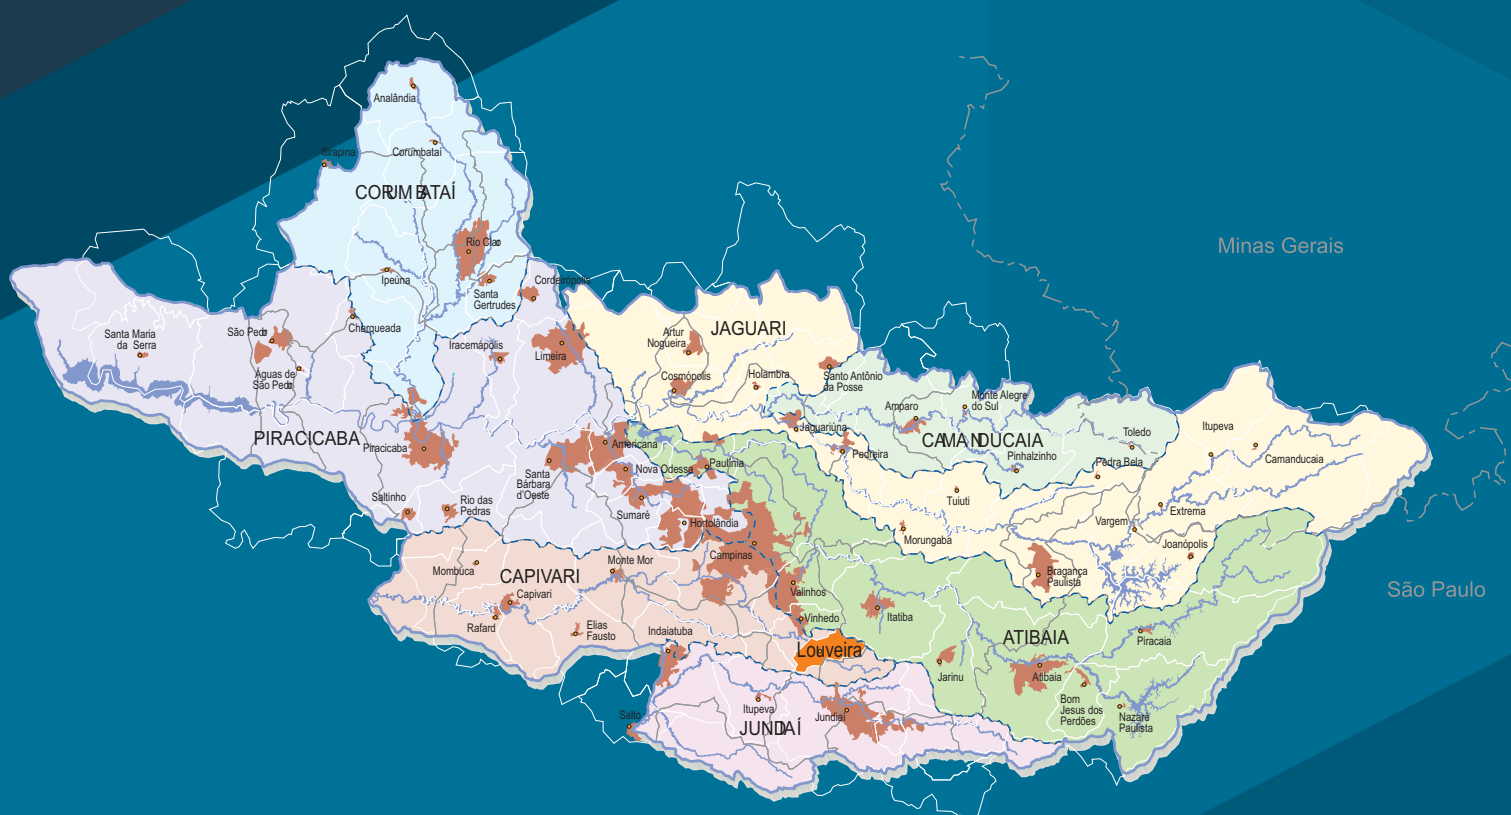 Analândia
Corumbataí
Itirapina
CORUMBATAÍ
Minas Gerais
Rio Claro
Ipeúna
Santa
Gertrudes
Cordeirópolis
Charqueada
Santa Maria
da Serra
São Pedro
Águas de
São Pedro
Iracemápolis
Limeira
JAGUARI
Artur
Nogueira
Cosmópolis
Holambra
Santo Antônio
da Posse
Monte Alegre
do Sul
Amparo
Jaguariúna
CAMANDUCAIA
Pinhalzinho
Toledo
Itupeva
Camanducaia
Pedra Bela
PIRACICABA
Piracicaba
Americana
Nova Odessa
Paulínia
Pedreira
Santa
Bárbara
d'Oeste
Sumaré
Hortolândia
Saltinho
Rio das
Pedras
Tuiuti
Extrema
Vargem
Morungaba
Joanópolis
Campinas
Monte Mor
Mombuca
CAPIVARI
Capivari
Rafard
Elias
Fausto
Indaiatuba
Valinhos
Vinhedo
Itatiba
Bragança
Paulista
São Paulo
Louveira
ATIBAIA
Piracaia
Jarinu
Atibaia
Bom
Jesus dos
Perdões
Nazaré
Paulista
Salto
Itupeva
Jundiaí
JUNDIAÍ